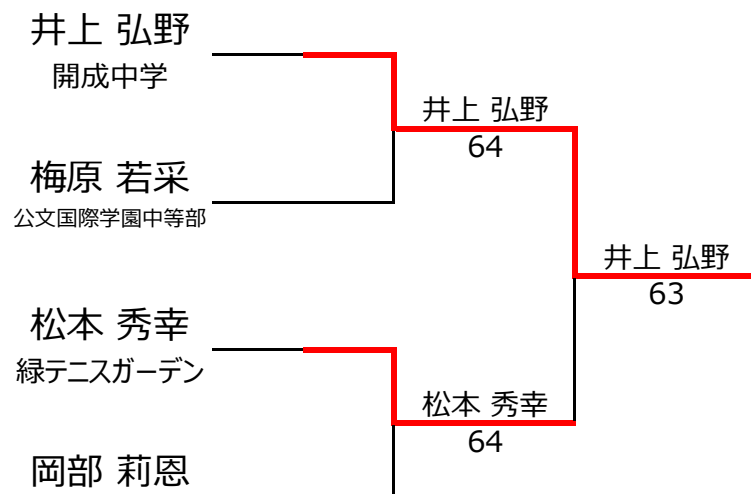 井上 弘野
開成中学
井上 弘野
64
梅原 若采
公文国際学園中等部
井上 弘野
63
松本 秀幸
緑テニスガーデン
松本 秀幸
64
岡部 莉恩